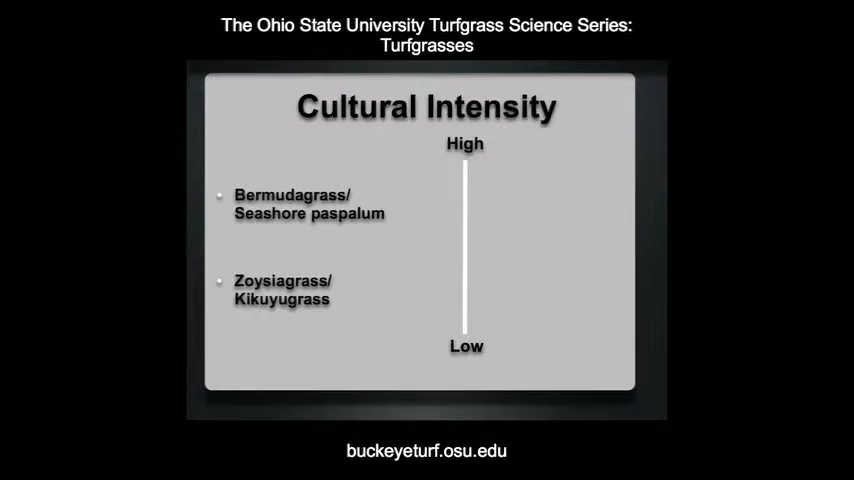 The Ohio State University Turfgrass Science Series:
Turfgrasses
Cultural Intensity
High
• Bermudagrass/
Seashore paspalum
• Zoysiagrass/
Kikuyugrass
Low
buckeyeturf.osu.edu